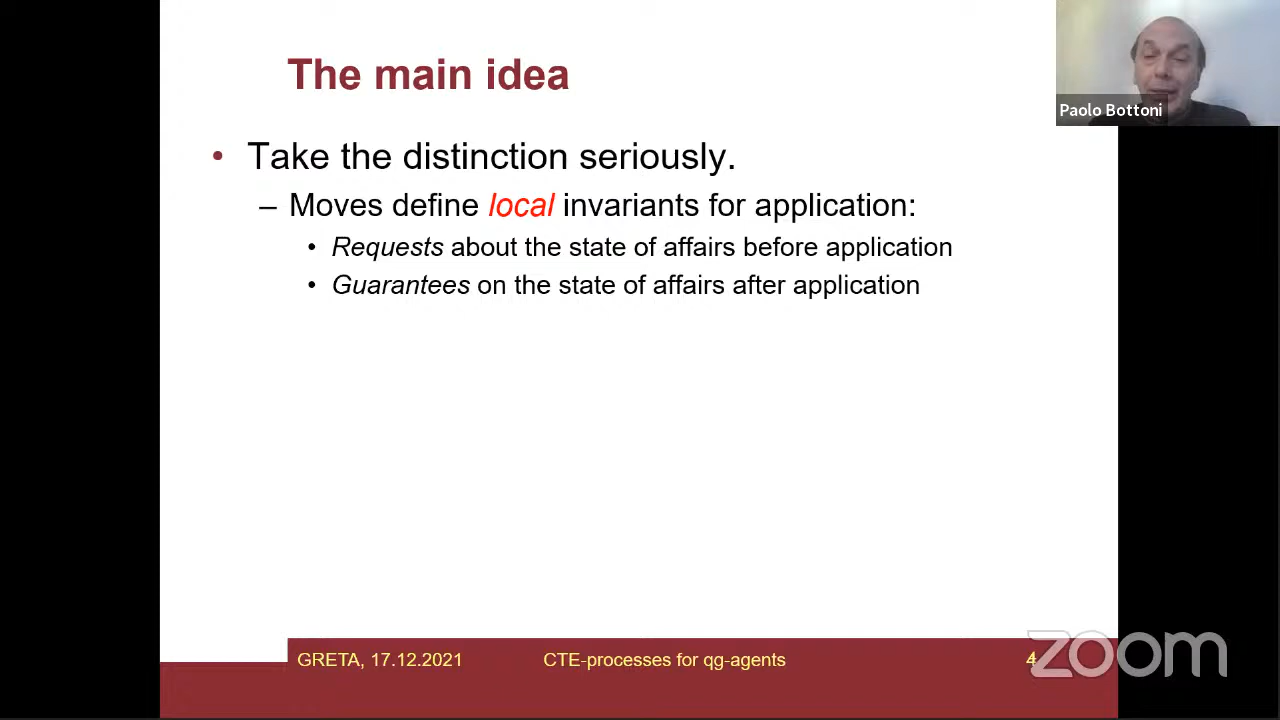 The main idea
Paolo Bottoni
• Take the distinction seriously.
– Moves define local invariants for application:
• Requests about the state of affairs before application
• Guarantees on the state of affairs after application
GRETA, 17.12.2021
CTE-processes for qg-agents
4
zoom